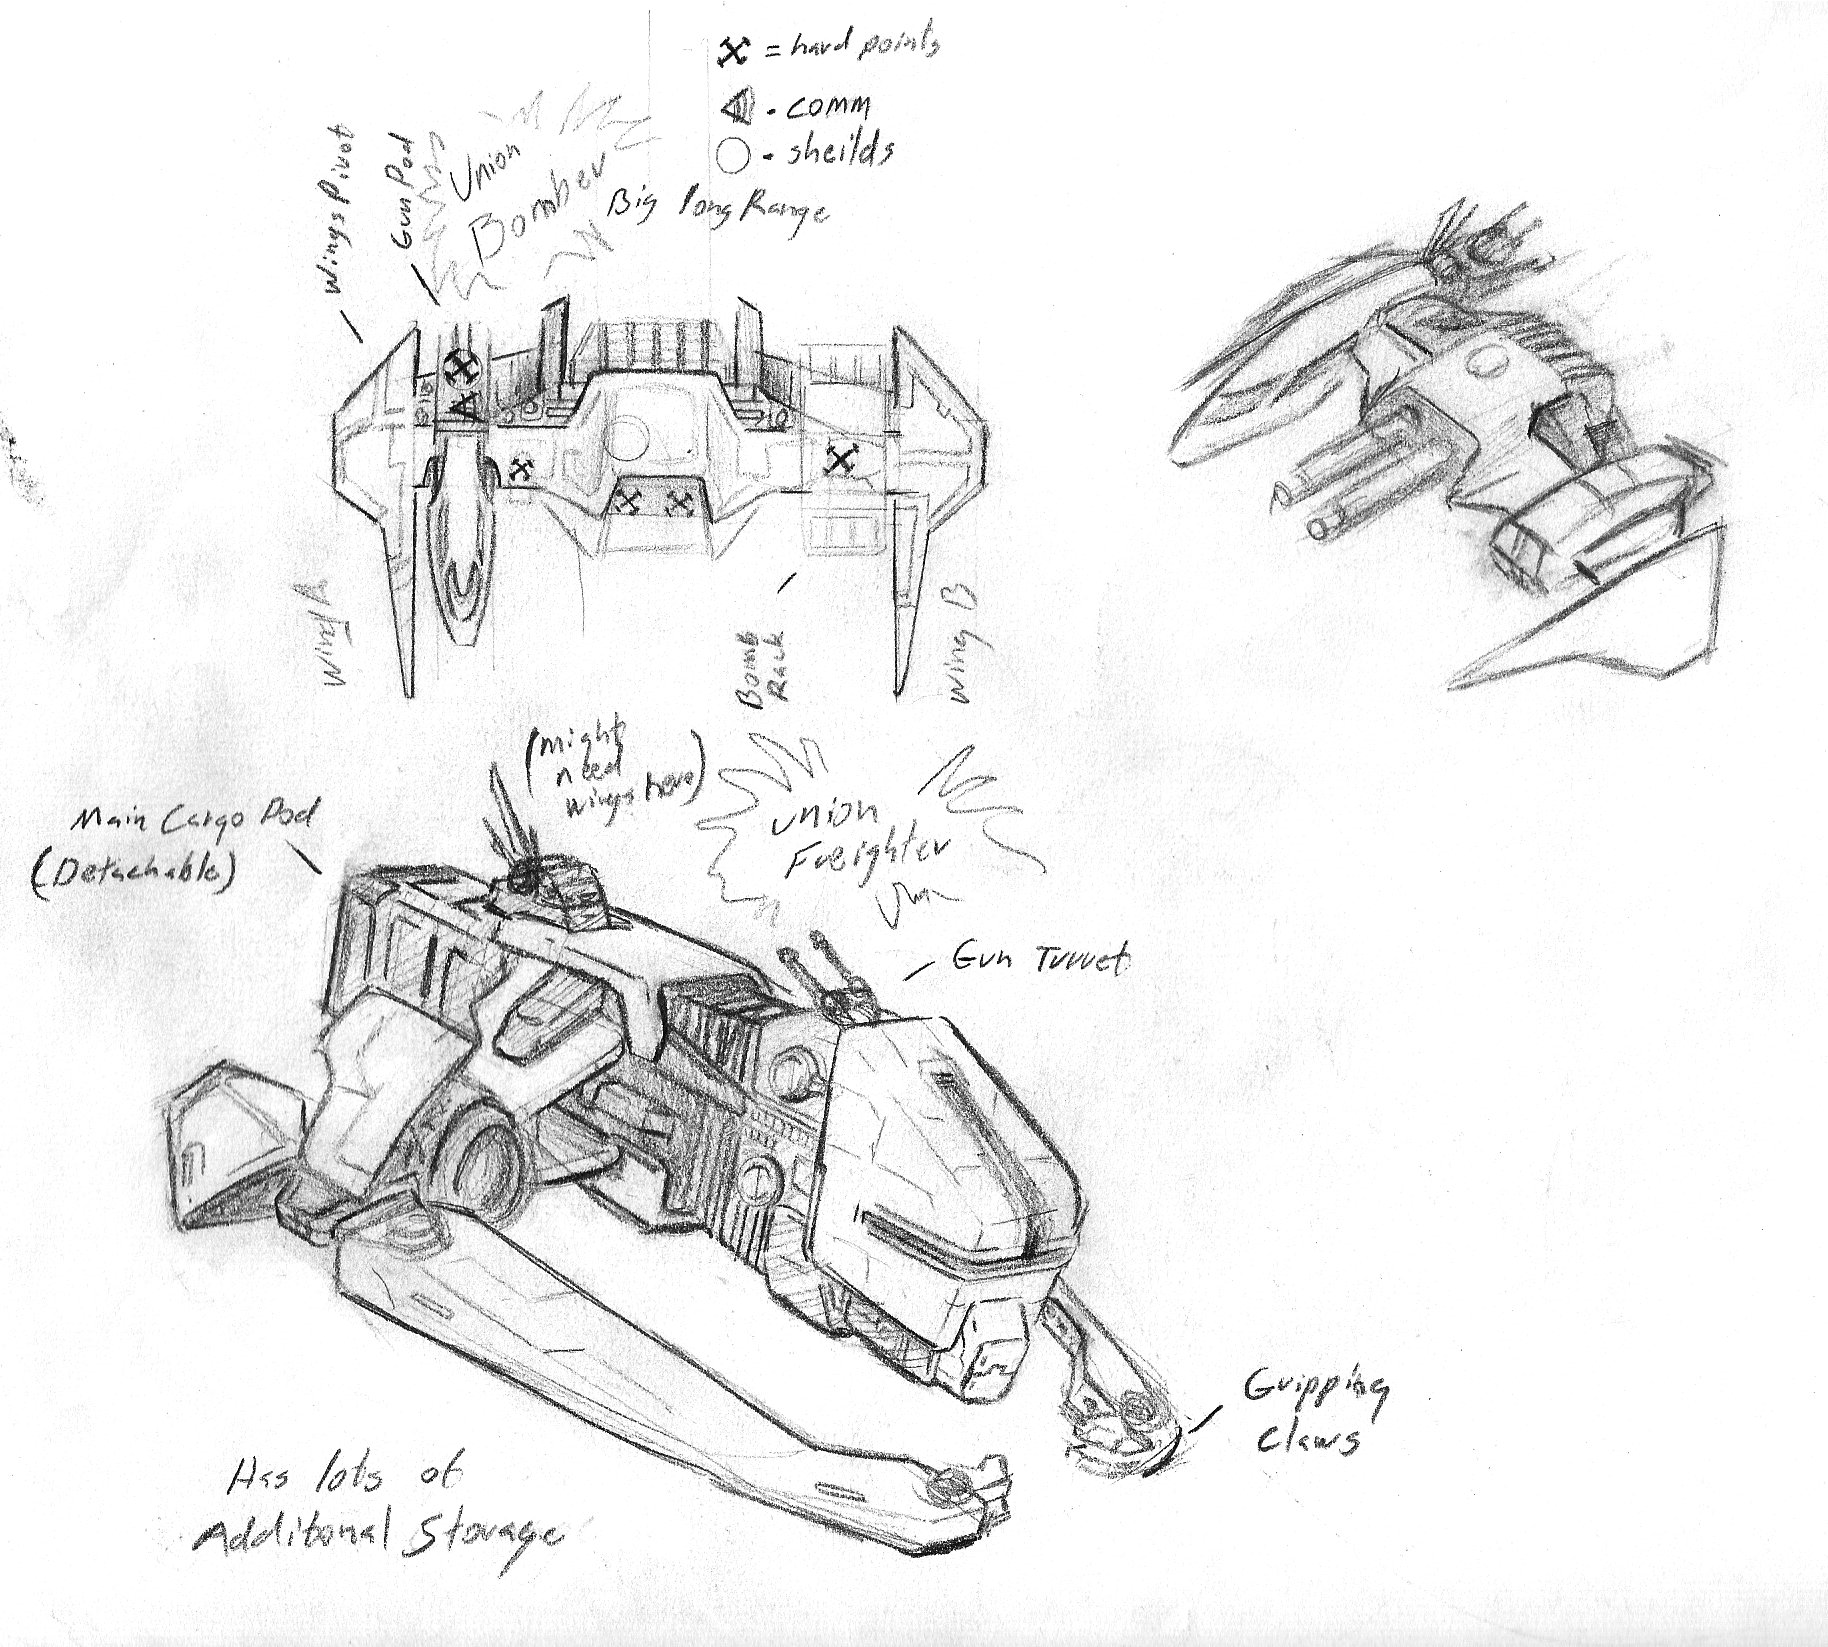 = hard points
- comm
- sheilds
Wings Pivot
Gun Pod
Union
Bomber
Big long Range
Wing A
Bomb
Rack
Wing B
(might
need
wings here)
Union
Freighter
Main Cargo Pod
(Detachable)
Gun Turret
Gripping
Claws
Has lots of
Additional Storage